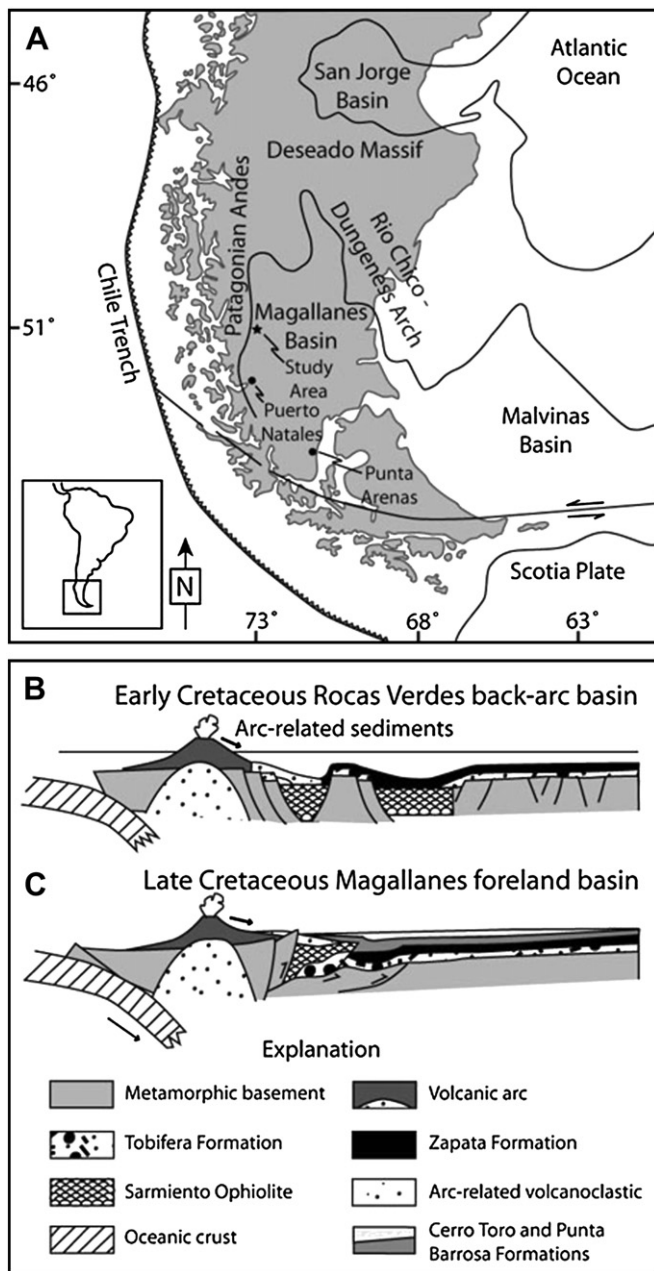 A
46°
San Jorge
Basin
Atlantic
Ocean
Deseado Massif
Patagonian Andes
Rio Chico -
Dungeness Arch
Chile Trench
51°
Magallanes
Basin
Study
Area
Puerto
Natales
Punta
Arenas
Malvinas
Basin
N
Scotia Plate
73°
68°
63°
B
Early Cretaceous Rocas Verdes back-arc basin
Arc-related sediments
C
Late Cretaceous Magallanes foreland basin
Explanation
Metamorphic basement
Volcanic arc
Tobifera Formation
Zapata Formation
Sarmiento Ophiolite
Arc-related volcanoclastic
Oceanic crust
Cerro Toro and Punta
Barrosa Formations